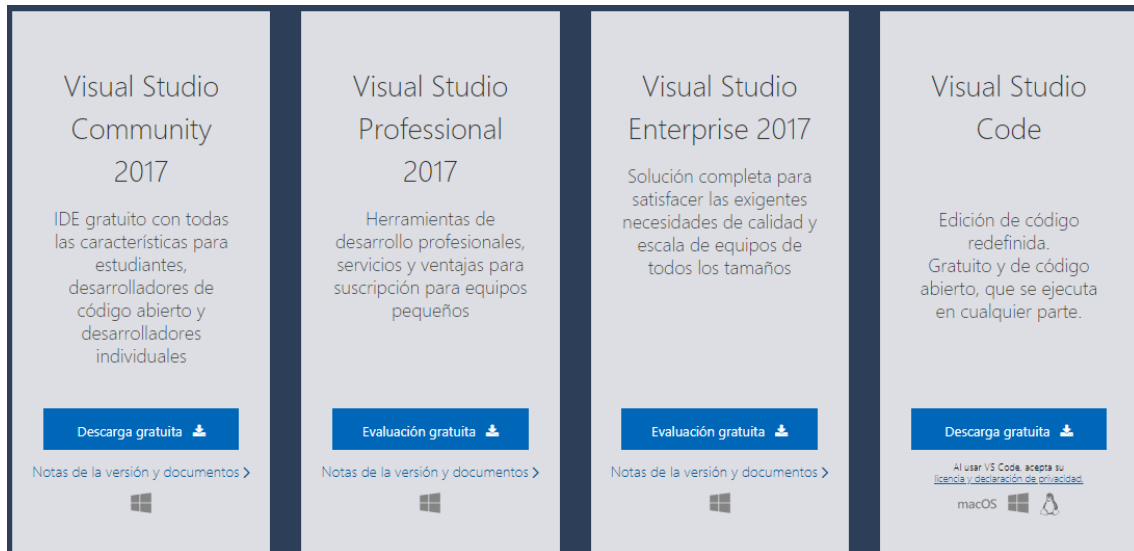 Visual Studio
Community
2017
IDE gratuito con todas
las características para
estudiantes,
desarrolladores de
código abierto y
desarrolladores
individuales
Descarga gratuita
Notas de la versión y documentos
Visual Studio
Professional
2017
Herramientas de
desarrollo profesionales,
servicios y ventajas para
suscripción para equipos
pequeños
Evaluación gratuita
Notas de la versión y documentos
Visual Studio
Enterprise 2017
Solución completa para
satisfacer las exigentes
necesidades de calidad y
escala de equipos de
todos los tamaños
Evaluación gratuita
Notas de la versión y documentos
Visual Studio
Code
Edición de código
redefinida.
Gratuito y de código
abierto, que se ejecuta
en cualquier parte.
Descarga gratuita
Al usar VS Code, acepta su
licencia y declaración de privacidad.
macOS